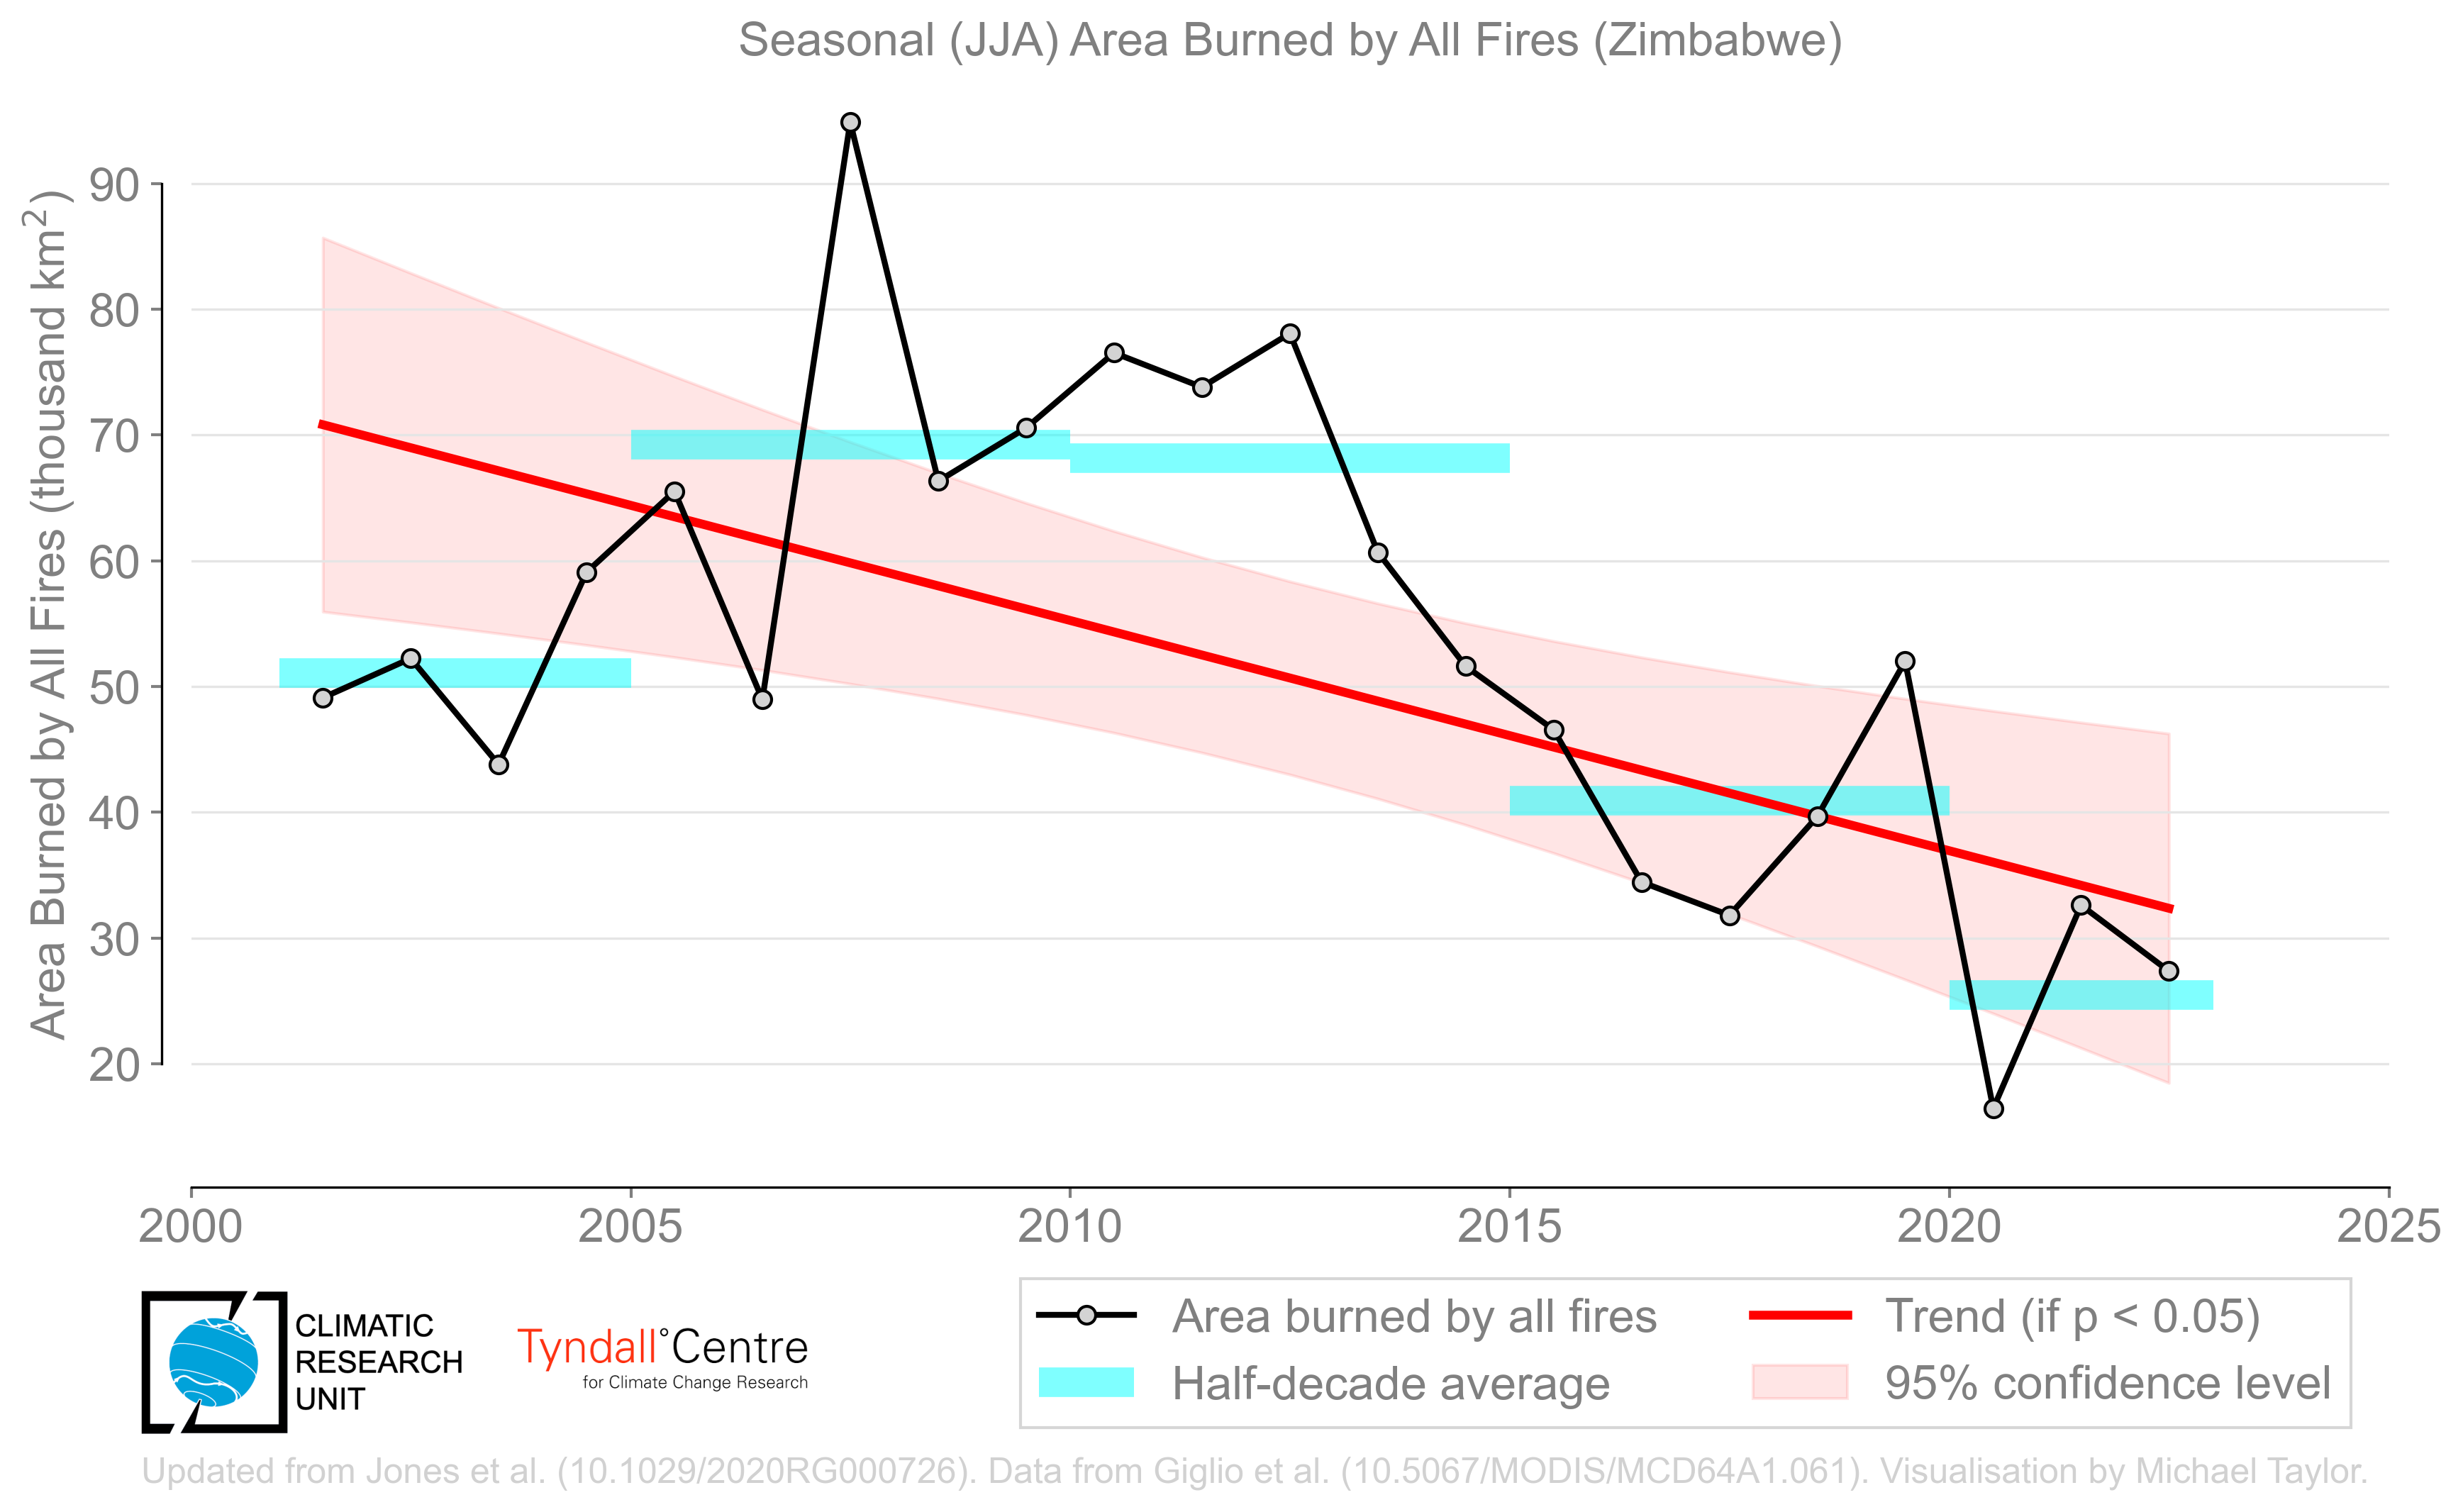 Seasonal (JJA) Area Burned by All Fires (Zimbabwe)
Area Burned by All Fires (thousand km²)
90
80
70
60
50
40
30
20
2000 2005 2010 2015 2020 2025
CLIMATIC
RESEARCH
UNIT
Tyndall°Centre
for Climate Change Research
Area burned by all fires
Half-decade average
Trend (if p < 0.05)
95% confidence level
Updated from Jones et al. (10.1029/2020RG000726). Data from Giglio et al. (10.5067/MODIS/MCD64A1.061). Visualisation by Michael Taylor.